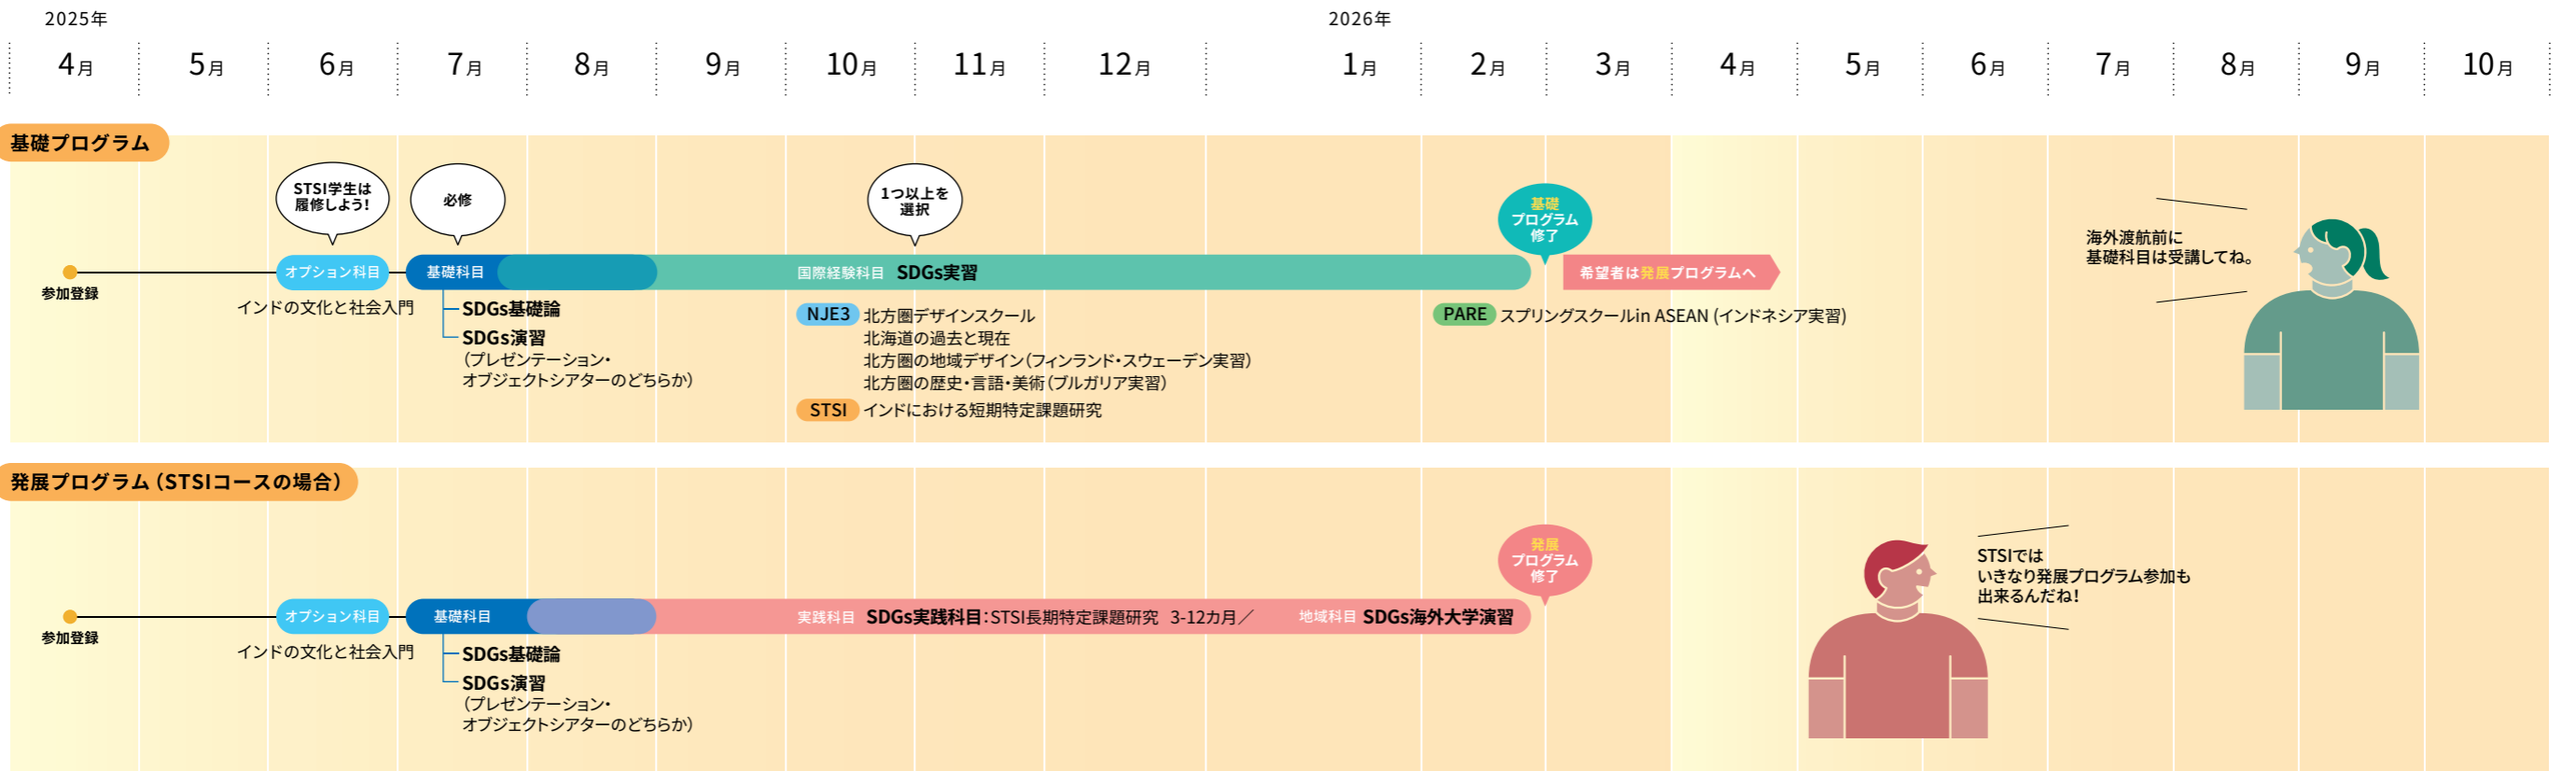 2025年
2026年
4月 5月 6月 7月 8月 9月 10月 11月 12月 1月 2月 3月 4月 5月 6月 7月 8月 9月 10月
基礎プログラム
STSI学生は
履修しよう！
必修
1つ以上を
選択
基礎
プログラム
修了
参加登録
オプション科目
インドの文化と社会入門
基礎科目
SDGs基礎論
SDGs演習
（プレゼンテーション・
オブジェクトシアターのどちらか）
国際経験科目 SDGs実習
NJE3 北方圏デザインスクール
北海道の過去と現在
北方圏の地域デザイン（フィンランド・スウェーデン実習）
北方圏の歴史・言語・美術（ブルガリア実習）
STSI インドにおける短期特定課題研究
希望者は発展プログラムへ
PARE スプリングスクールin ASEAN (インドネシア実習)
海外渡航前に
基礎科目は受講してね。
発展プログラム（STSIコースの場合）
発展
プログラム
修了
参加登録
オプション科目
インドの文化と社会入門
基礎科目
SDGs基礎論
SDGs演習
（プレゼンテーション・
オブジェクトシアターのどちらか）
実践科目 SDGs実践科目：STSI長期特定課題研究 3-12カ月／ 地域科目 SDGs海外大学演習
STSIでは
いきなり発展プログラム参加も
出来るんだね！